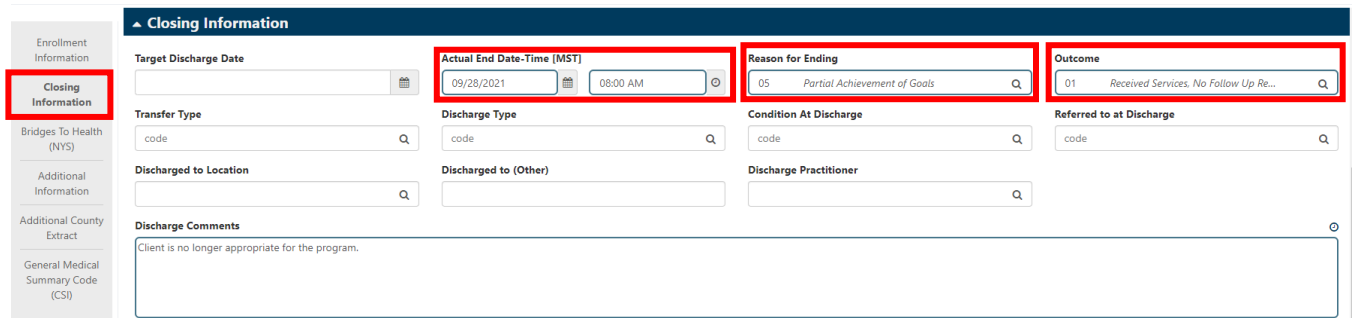 Closing Information
Enrollment
Information
Closing
Information
Bridges To Health
(NYS)
Additional
Information
Additional County
Extract
General Medical
Summary Code
(CSI)
Target Discharge Date
Actual End Date-Time [MST]
Reason for Ending
Outcome
09/28/2021
08:00 AM
05 Partial Achievement of Goals
01 Received Services, No Follow Up Re...
Transfer Type
Discharge Type
Condition At Discharge
Referred to at Discharge
code
code
code
code
Discharged to Location
Discharged to (Other)
Discharge Practitioner
Discharge Comments
Client is no longer appropriate for the program.